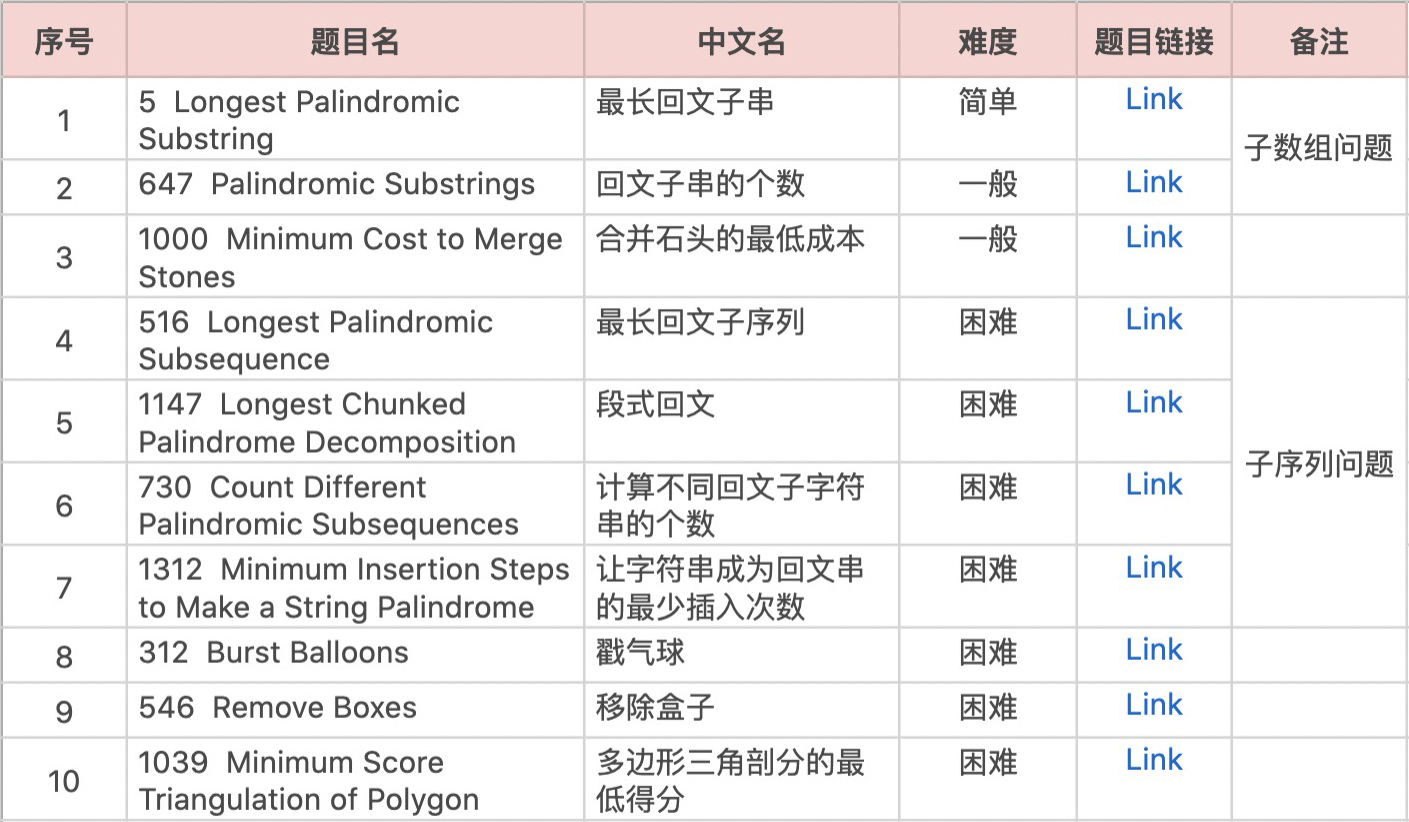 序号 题目名 中文名 难度 题目链接 备注
1 5 Longest Palindromic 最长回文子串 简单 Link 子数组问题
Substring
2 647 Palindromic Substrings 回文子串的个数 一般 Link
3 1000 Minimum Cost to Merge 合并石头的最低成本 一般 Link
Stones
4 516 Longest Palindromic 最长回文子序列 困难 Link 子序列问题
Subsequence
5 1147 Longest Chunked 段式回文 困难 Link
Palindrome Decomposition
6 730 Count Different 计算不同回文子字符 困难 Link
Palindromic Subsequences 串的个数
7 1312 Minimum Insertion Steps 让字符串成为回文串 困难 Link
to Make a String Palindrome 的最少插入次数
8 312 Burst Balloons 戳气球 困难 Link
9 546 Remove Boxes 移除盒子 困难 Link
10 1039 Minimum Score 多边形三角剖分的最 困难 Link
Triangulation of Polygon 低得分